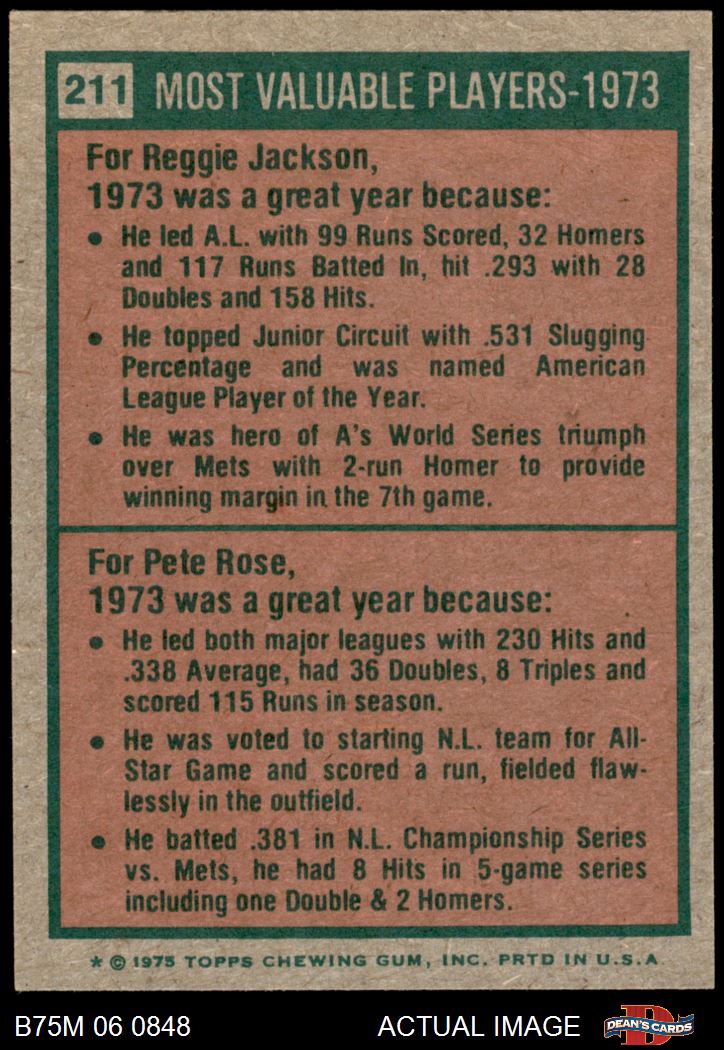 211 MOST VALUABLE PLAYERS-1973
For Reggie Jackson,
1973 was a great year because:
• He led A.L. with 99 Runs Scored, 32 Homers
and 117 Runs Batted In, hit .293 with 28
Doubles and 158 Hits.
• He topped Junior Circuit with .531 Slugging
Percentage and was named American
League Player of the Year.
• He was hero of A's World Series triumph
over Mets with 2-run Homer to provide
winning margin in the 7th game.
For Pete Rose,
1973 was a great year because:
• He led both major leagues with 230 Hits and
.338 Average, had 36 Doubles, 8 Triples and
scored 115 Runs in season.
• He was voted to starting N.L. team for All-
Star Game and scored a run, fielded flaw-
lessly in the outfield.
• He batted .381 in N.L. Championship Series
vs. Mets, he had 8 Hits in 5-game series
including one Double & 2 Homers.
* © 1975 TOPPS CHEWING GUM, INC. PRTD IN U.S.A.
B75M 06 0848 ACTUAL IMAGE D DEAN'S CARDS